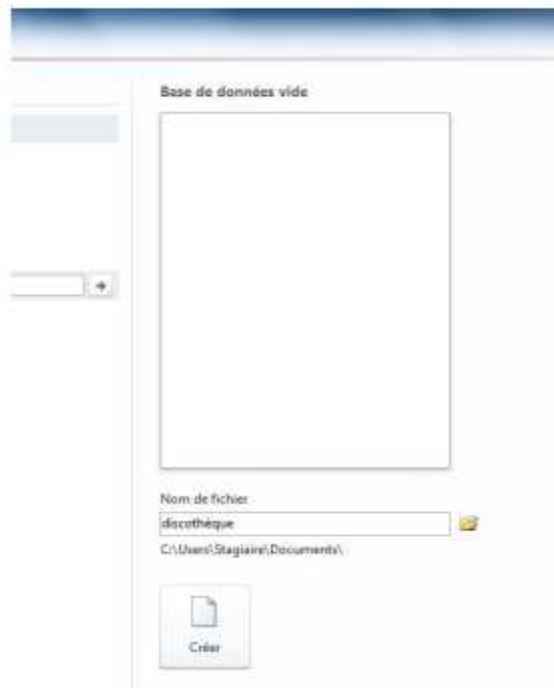 Base de données vide
Nom de fichier
discothèque
C:\Users\Stagiaire\Documents\
Créer